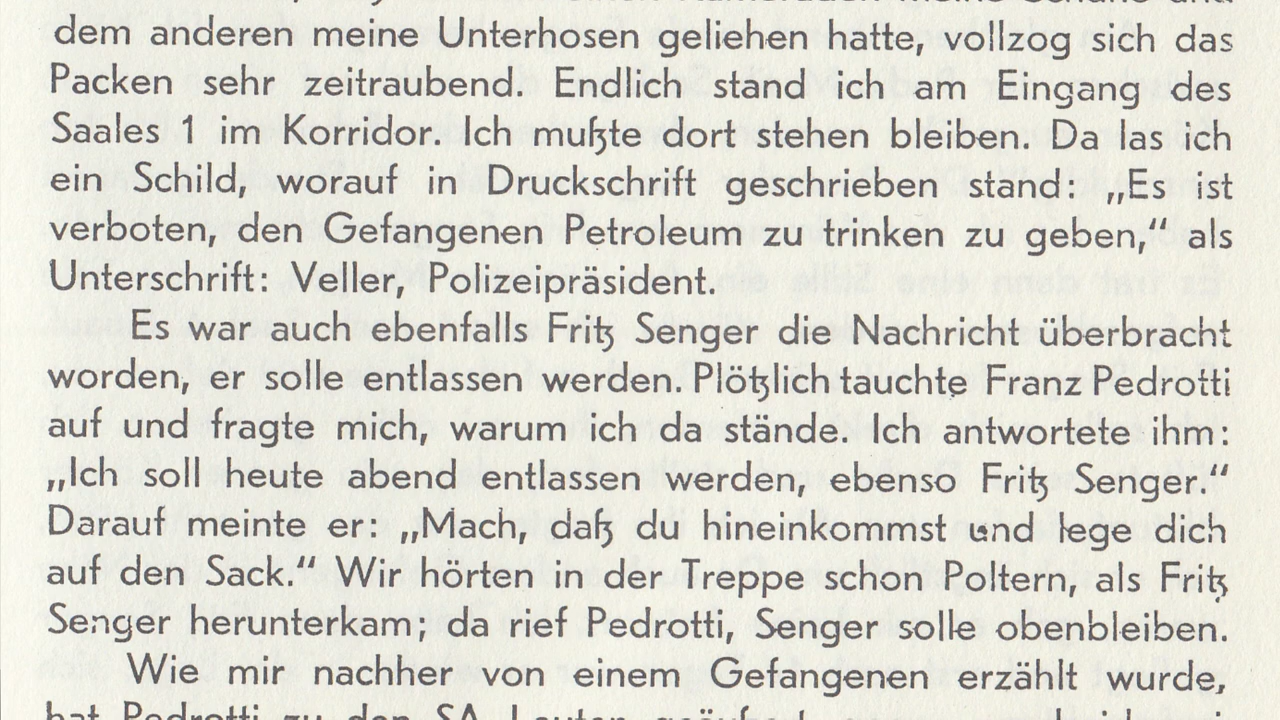 dem anderen meine Unterhosen geliehen hatte, vollzog sich das
Packen sehr zeitraubend. Endlich stand ich am Eingang des
Saales 1 im Korridor. Ich mußte dort stehen bleiben. Da las ich
ein Schild, worauf in Druckschrift geschrieben stand: „Es ist
verboten, den Gefangenen Petroleum zu trinken zu geben,“ als
Unterschrift: Veller, Polizeipräsident.
Es war auch ebenfalls Fritz Senger die Nachricht überbracht
worden, er solle entlassen werden. Plötzlich tauchte Franz Pedrotti
auf und fragte mich, warum ich da stände. Ich antwortete ihm:
„Ich soll heute abend entlassen werden, ebenso Fritz Senger.“
Darauf meinte er: „Mach, daß du hineinkommst und lege dich
auf den Sack.“ Wir hörten in der Treppe schon Poltern, als Fritz
Senger herunterkam; da rief Pedrotti, Senger solle obenbleiben.
Wie mir nachher von einem Gefangenen erzählt wurde,
hat Pedrotti zu den SA Leuten